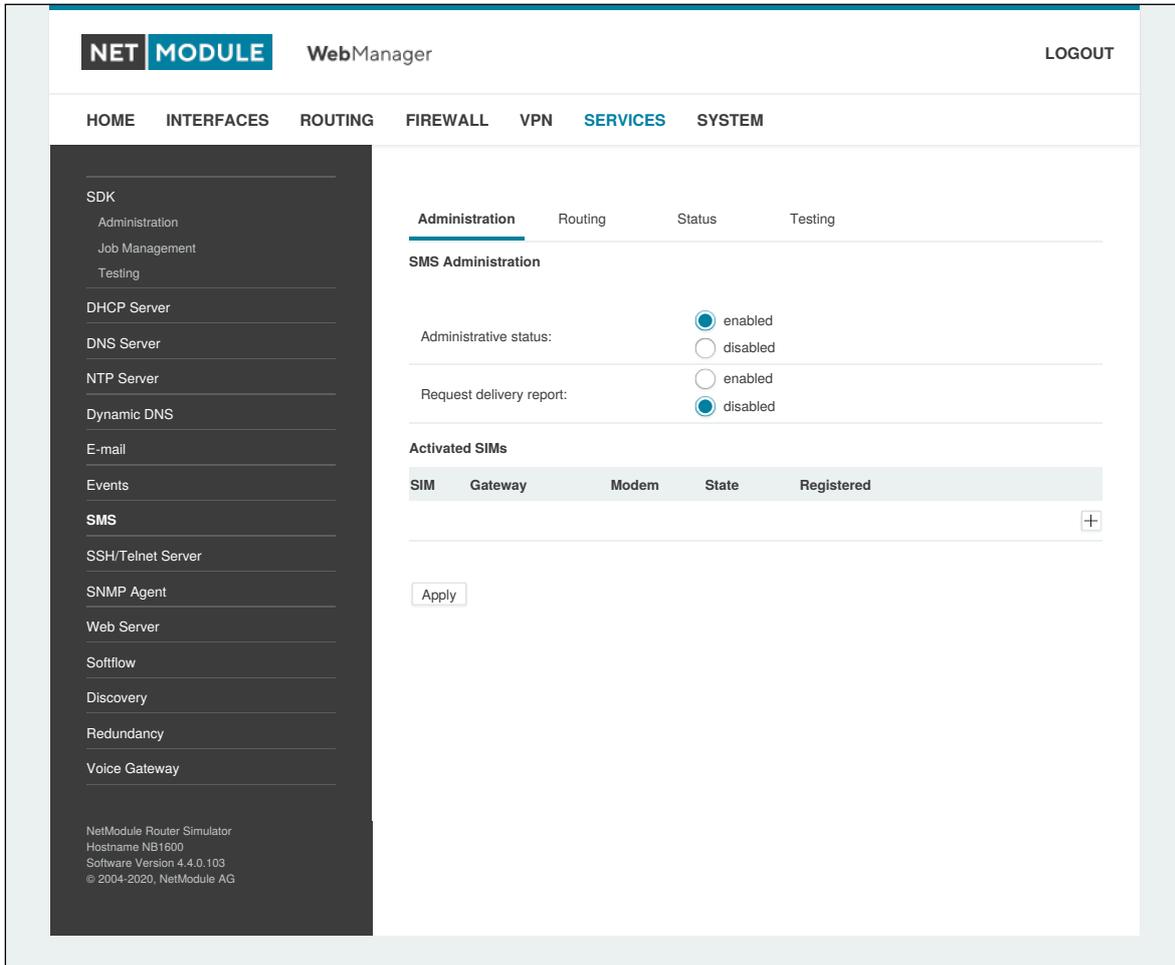 NET MODULE WebManager LOGOUT
HOME INTERFACES ROUTING FIREWALL VPN SERVICES SYSTEM
SDK
Administration
Job Management
Testing
DHCP Server
DNS Server
NTP Server
Dynamic DNS
E-mail
Events
SMS
SSH/Telnet Server
SNMP Agent
Web Server
Softflow
Discovery
Redundancy
Voice Gateway
NetModule Router Simulator
Hostname NB1600
Software Version 4.4.0.103
© 2004-2020, NetModule AG
Administration Routing Status Testing
SMS Administration
Administrative status:
enabled
disabled
Request delivery report:
enabled
disabled
Activated SIMs
SIM Gateway Modem State Registered
Apply